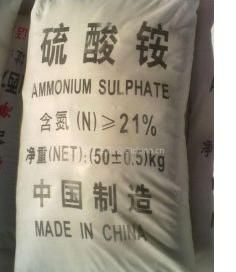 硫酸铵
AMMONIUM SULPHATE
含氮(N)≥21%
净重(NET):(50±0.5)kg
中国制造
MADE IN CHINA